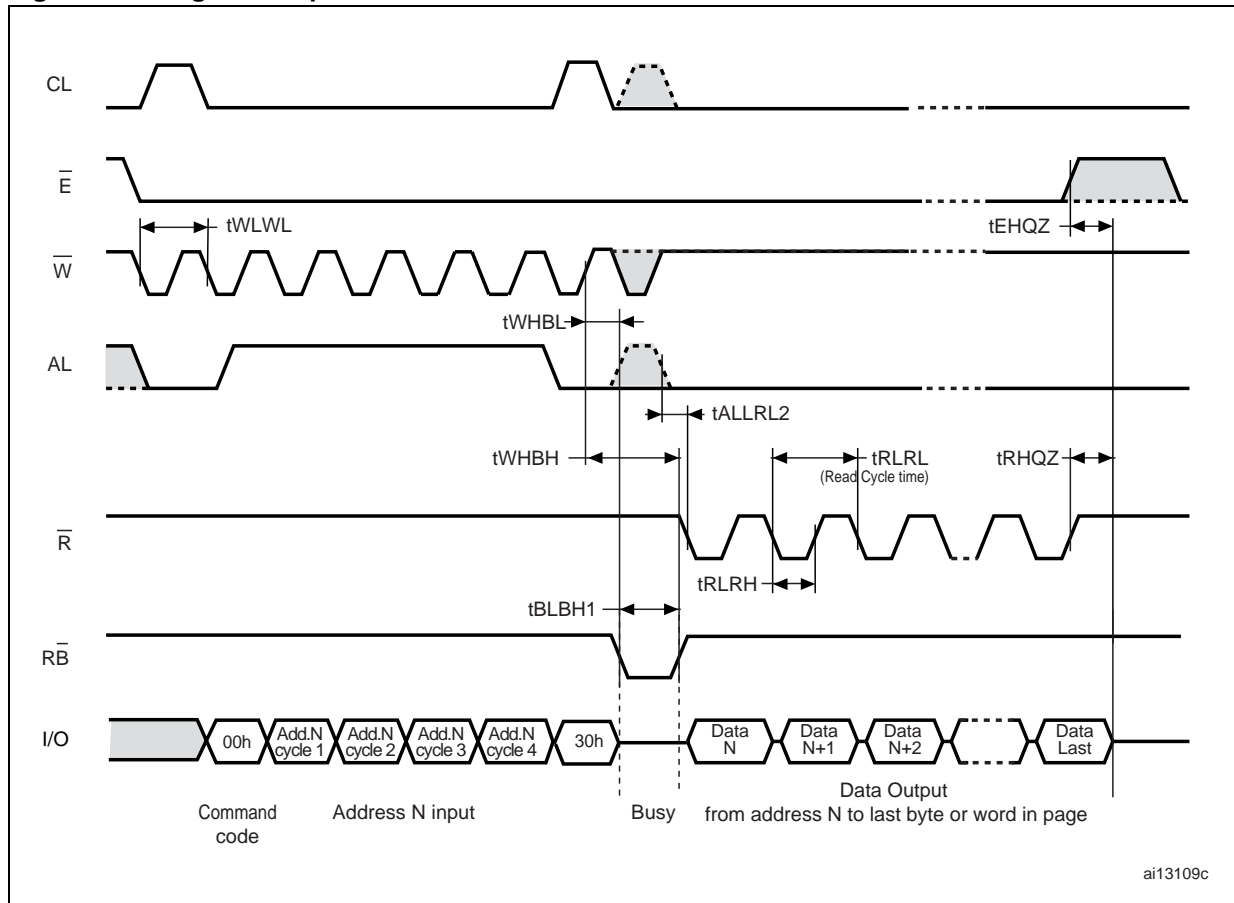 CL
E
tWLWL
tEHQZ
W
tWHBL
AL
tALLRL2
tWHBH
tRLRL
(Read Cycle time)
tRHQZ
R
tRLRH
tBLBH1
RB
I/O
00h
Add.N
cycle 1
Add.N
cycle 2
Add.N
cycle 3
Add.N
cycle 4
30h
Data
N
Data
N+1
Data
N+2
Data
Last
Command
code
Address N input
Busy
Data Output
from address N to last byte or word in page
ai13109c